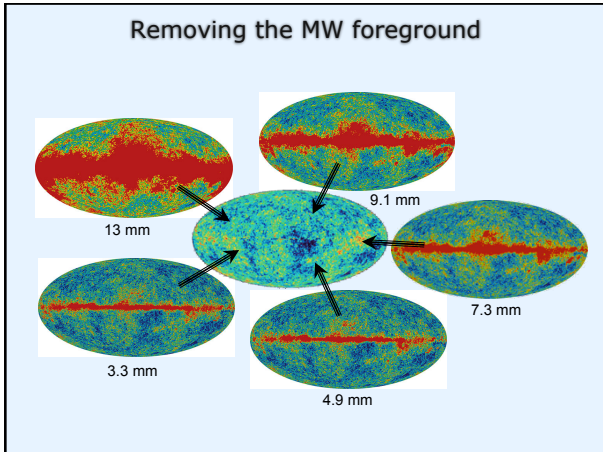 Removing the MW foreground
13 mm
9.1 mm
7.3 mm
3.3 mm
4.9 mm